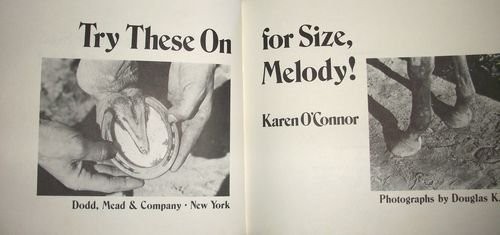 Try These On for Size,
Melody!
Karen O'Connor
Dodd, Mead & Company · New York
Photographs by Douglas K.